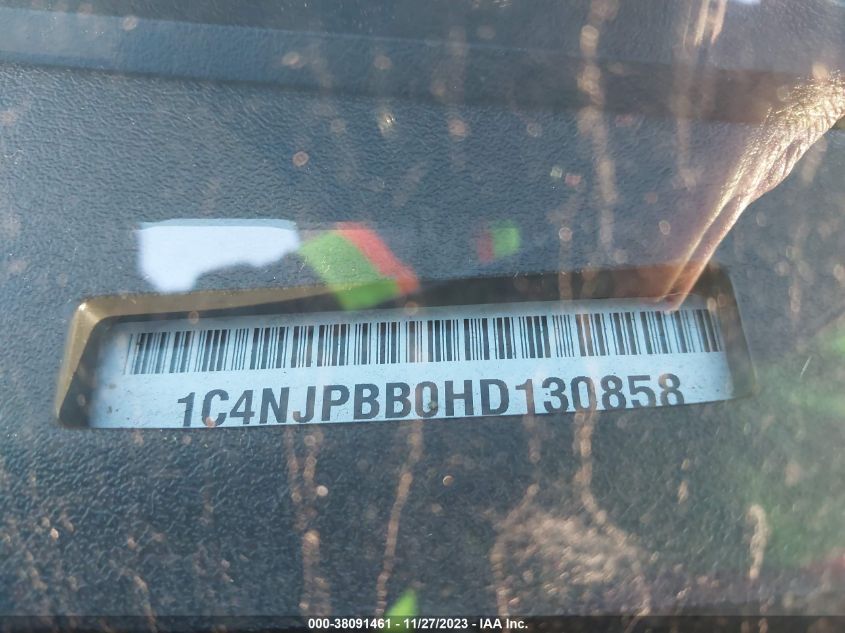 1C4NJPBB0HD130858
000-38091461 - 11/27/2023 - IAA Inc.